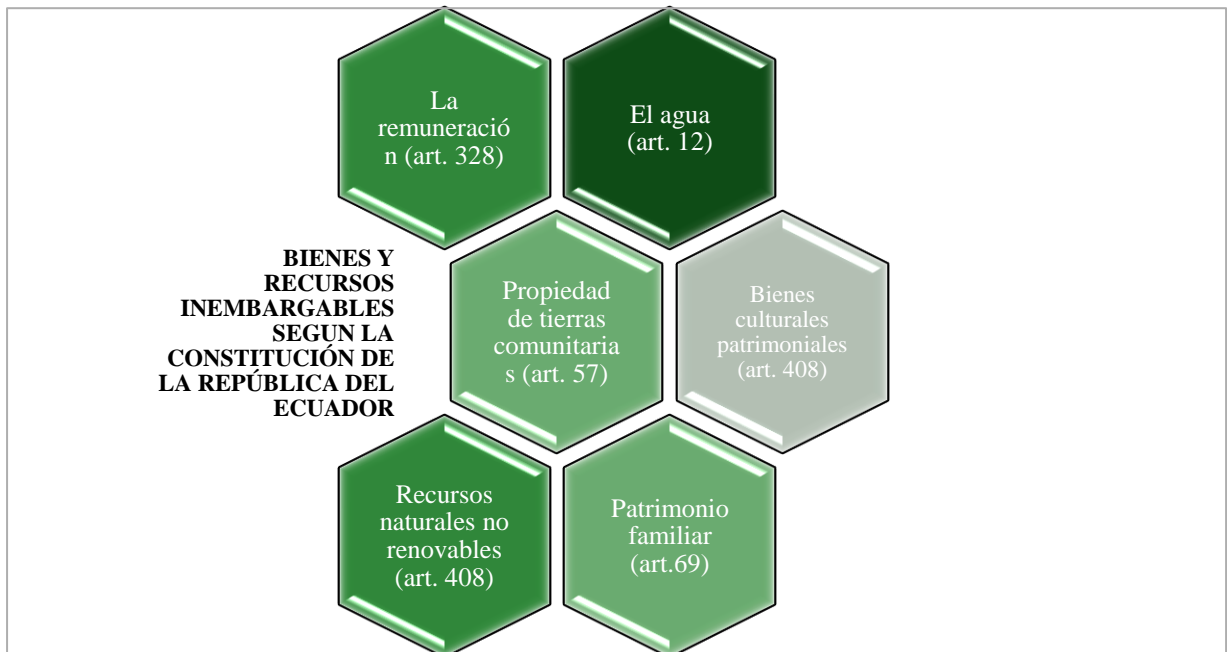 La
remuneració
n (art. 328)
El agua
(art. 12)
BIENES Y
RECURSOS
INEMBARGABLES
SEGUN LA
CONSTITUCIÓN DE
LA REPÚBLICA DEL
ECUADOR
Propiedad
de tierras
comunitaria
s (art. 57)
Bienes
culturales
patrimoniales
(art. 408)
Recursos
naturales no
renovables
(art. 408)
Patrimonio
familiar
(art.69)